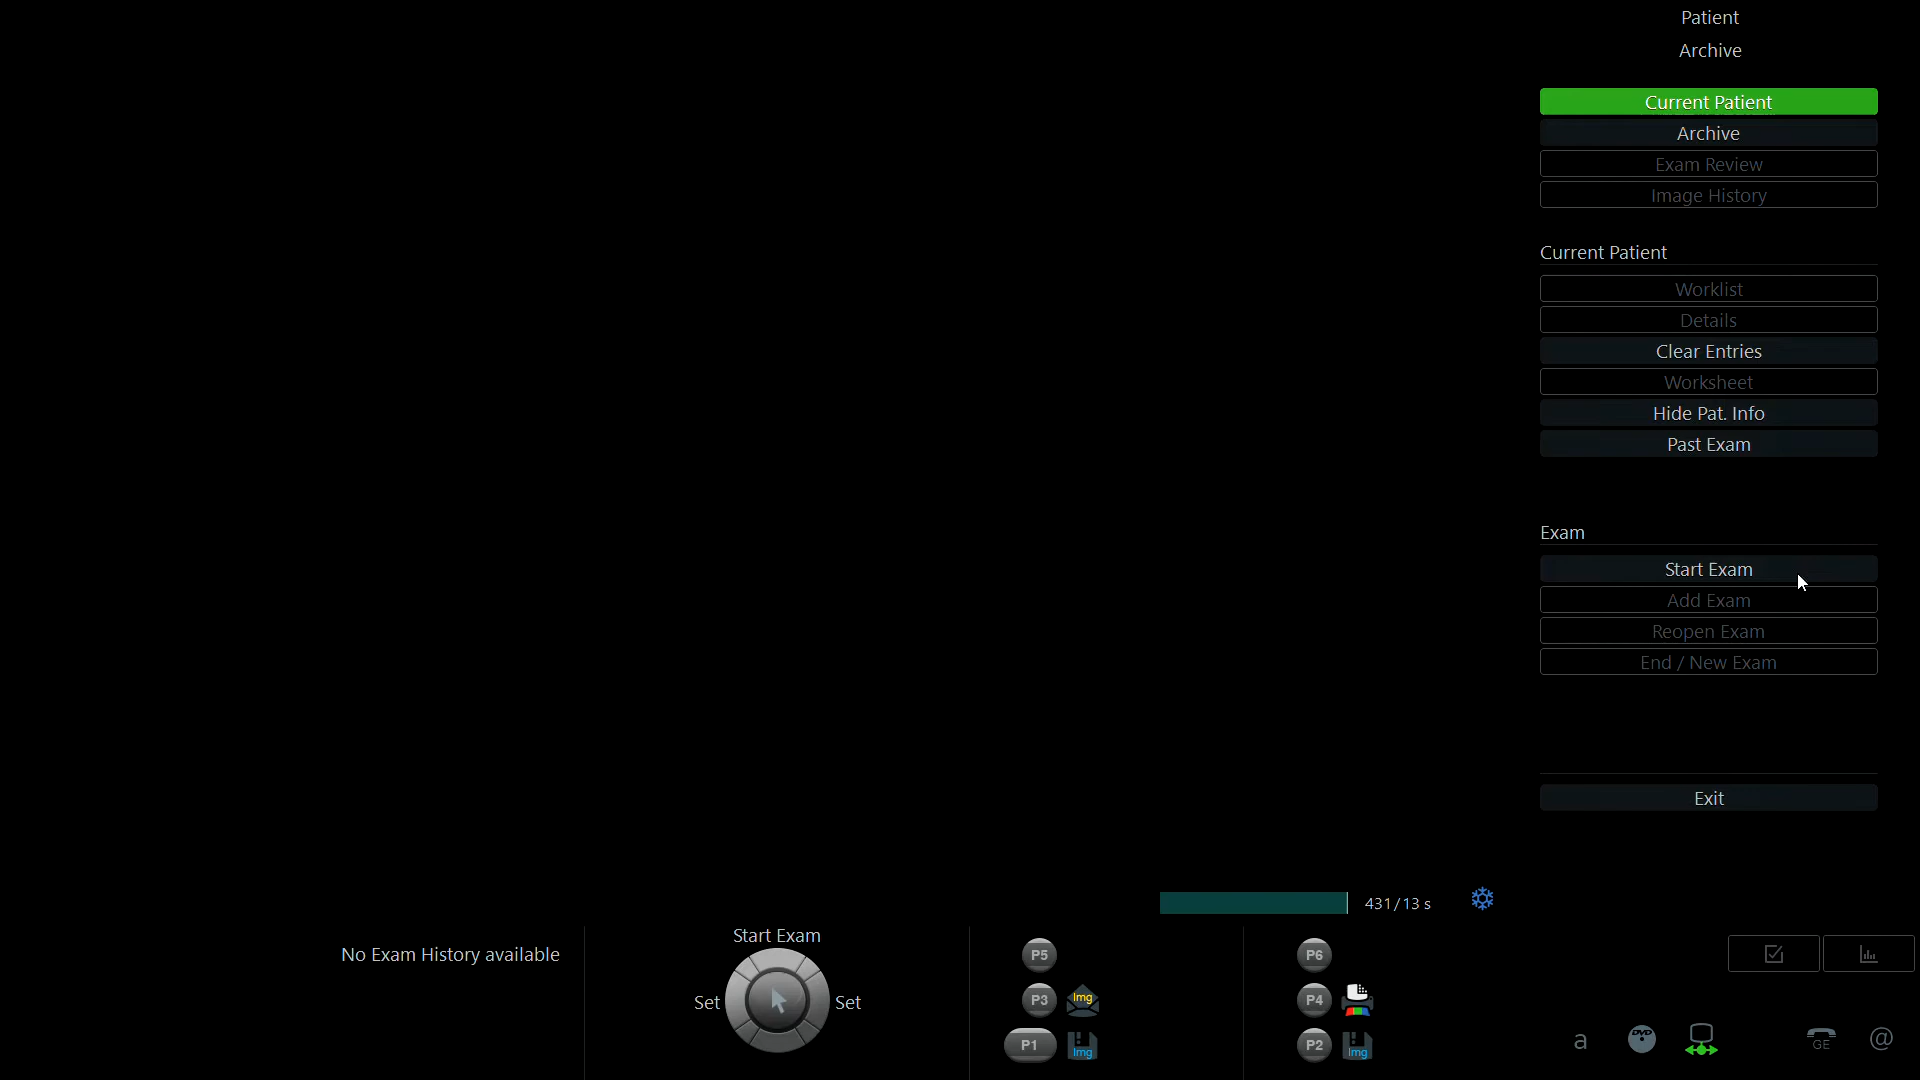 Patient
Archive
Current Patient
Archive
Exam Review
Image History
Current Patient
Worklist
Details
Clear Entries
Worksheet
Hide Pat. Info
Past Exam
Exam
Start Exam
Add Exam
Reopen Exam
End / New Exam
Exit
431/13 s
No Exam History available
Start Exam
Set
Set
P5
P6
P3
Img
P4
P1
Img
P2
Img
a
DVD
GE
@